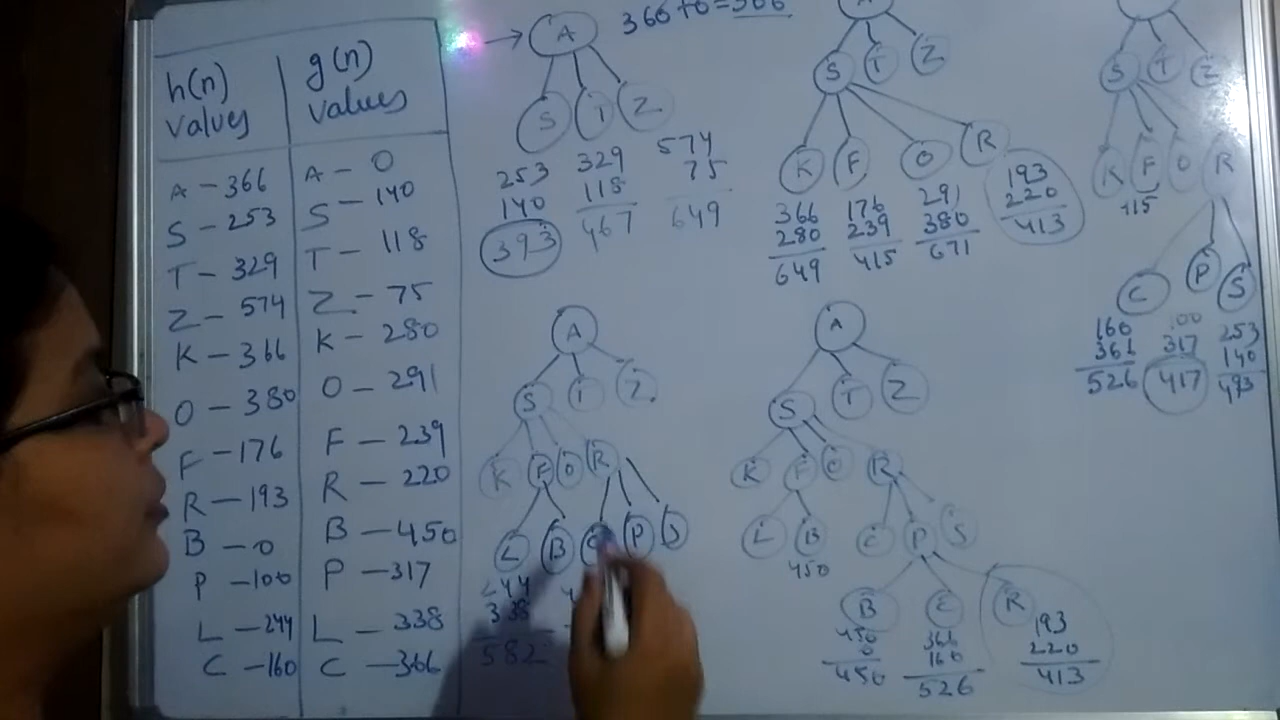 h(n) values
g(n) values
A - 366
A - 0
S - 253
S - 140
T - 329
T - 118
Z - 574
Z - 75
K - 366
K - 280
O - 380
O - 291
F - 176
F - 239
R - 193
R - 220
B - 0
B - 450
P - 100
P - 317
L - 244
L - 338
C - 160
C - 366
→ A
366 + 0 = 366
S T Z
253 329 574
140 118 75
393 467 649
S T Z
K F O R
366 176 291 193
280 239 380 220
649 415 671 413
S T Z
K F O R
415
C P S
160 100 253
366 317 140
526 417 493
A
S T Z
K F O R
L B C P S
244
338
582
A
S T Z
K F O R
L B C P S
450
B C R
450 366 193
0 160 220
450 526 413